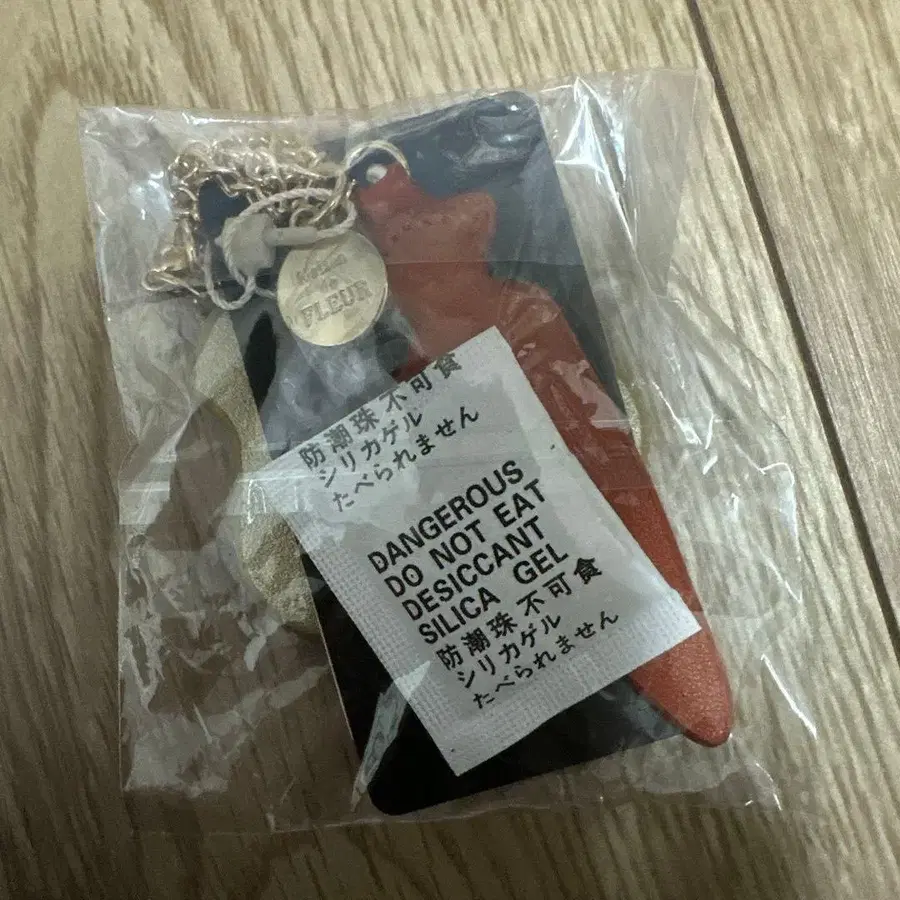 de
FLEUR
防潮珠 不可食
シリカゲル
たべられません
DANGEROUS
DO NOT EAT
DESICCANT
SILICA GEL
防潮珠 不可食
シリカゲル
たべられません